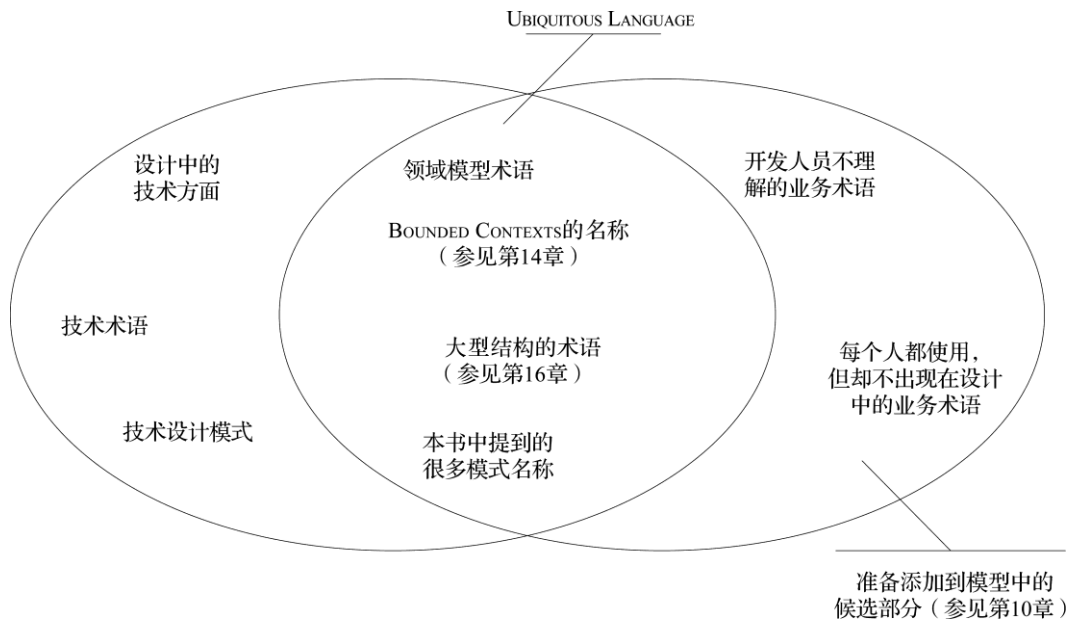 UBIQUITOUS LANGUAGE
设计中的
技术方面
技术术语
技术设计模式
领域模型术语
BOUNDED CONTEXTS的名称
（参见第14章）
大型结构的术语
（参见第16章）
本书中提到的
很多模式名称
开发人员不理
解的业务术语
每个人都使用，
但却不出现在设计
中的业务术语
准备添加到模型中的
候选部分（参见第10章）